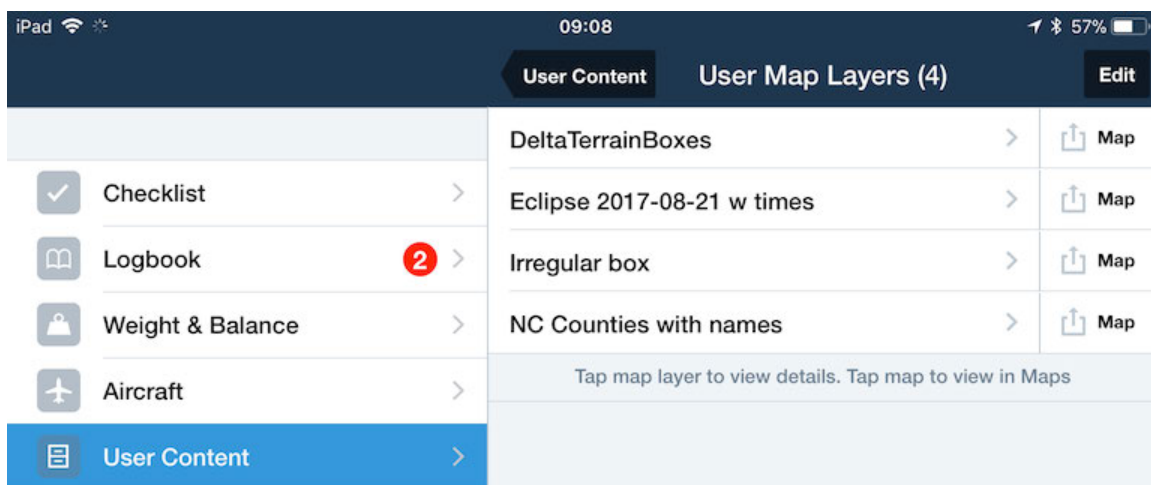 iPad 09:08 57%
User Content User Map Layers (4) Edit
Checklist
Logbook 2
Weight & Balance
Aircraft
User Content
DeltaTerrainBoxes Map
Eclipse 2017-08-21 w times Map
Irregular box Map
NC Counties with names Map
Tap map layer to view details. Tap map to view in Maps